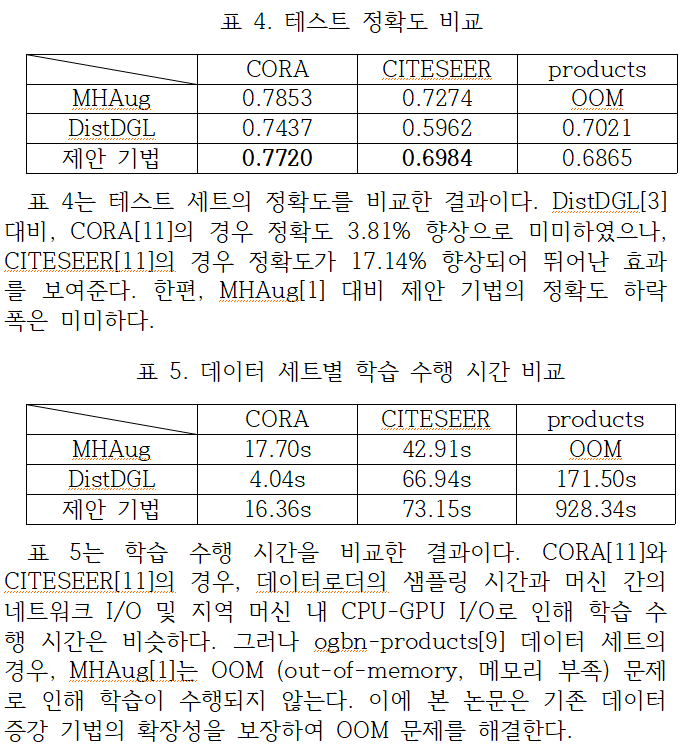 표 4. 테스트 정확도 비교
CORA CITESEER products
MHAug 0.7853 0.7274 OOM
DistDGL 0.7437 0.5962 0.7021
제안 기법 0.7720 0.6984 0.6865
표 4는 테스트 세트의 정확도를 비교한 결과이다. DistDGL[3]
대비, CORA[11]의 경우 정확도 3.81% 향상으로 미미하였으나,
CITESEER[11]의 경우 정확도가 17.14% 향상되어 뛰어난 효과
를 보여준다. 한편, MHAug[1] 대비 제안 기법의 정확도 하락
폭은 미미하다.
표 5. 데이터 세트별 학습 수행 시간 비교
CORA CITESEER products
MHAug 17.70s 42.91s OOM
DistDGL 4.04s 66.94s 171.50s
제안 기법 16.36s 73.15s 928.34s
표 5는 학습 수행 시간을 비교한 결과이다. CORA[11]와
CITESEER[11]의 경우, 데이터로더의 샘플링 시간과 머신 간의
네트워크 I/O 및 지역 머신 내 CPU-GPU I/O로 인해 학습 수
행 시간은 비슷하다. 그러나 ogbn-products[9] 데이터 세트의
경우, MHAug[1]는 OOM (out-of-memory, 메모리 부족) 문제
로 인해 학습이 수행되지 않는다. 이에 본 논문은 기존 데이터
증강 기법의 확장성을 보장하여 OOM 문제를 해결한다.